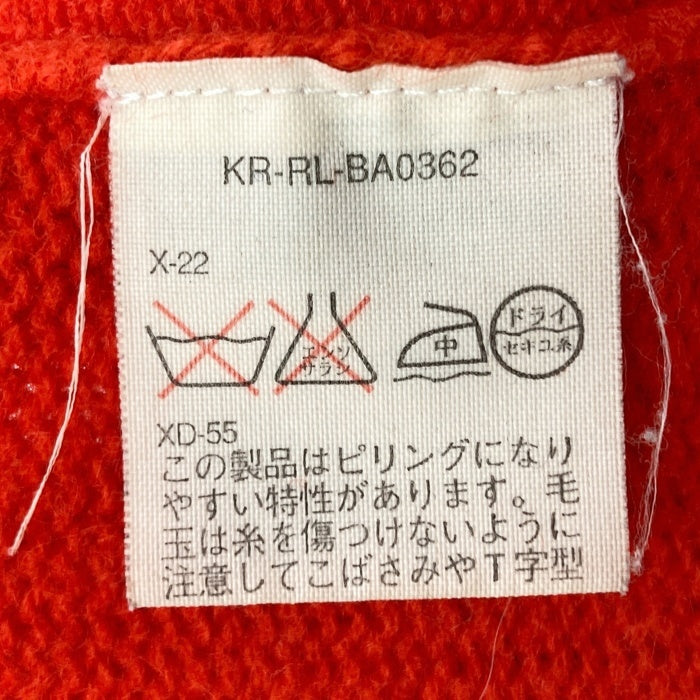 KR-RL-BA0362
X-22
エンソ
サラシ
中
ドライ
セキユ系
XD-55
この製品はピリングになり
やすい特性があります。毛
玉は糸を傷つけないように
注意してこばさみやT字型